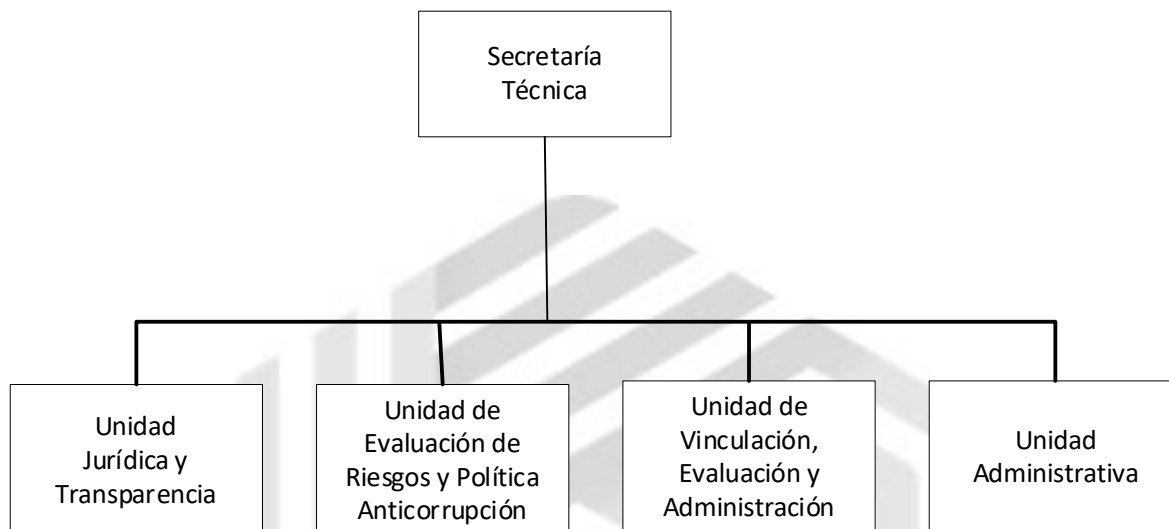 Secretaría
Técnica
Unidad
Jurídica y
Transparencia
Unidad de
Evaluación de
Riesgos y Política
Anticorrupción
Unidad de
Vinculación,
Evaluación y
Administración
Unidad
Administrativa